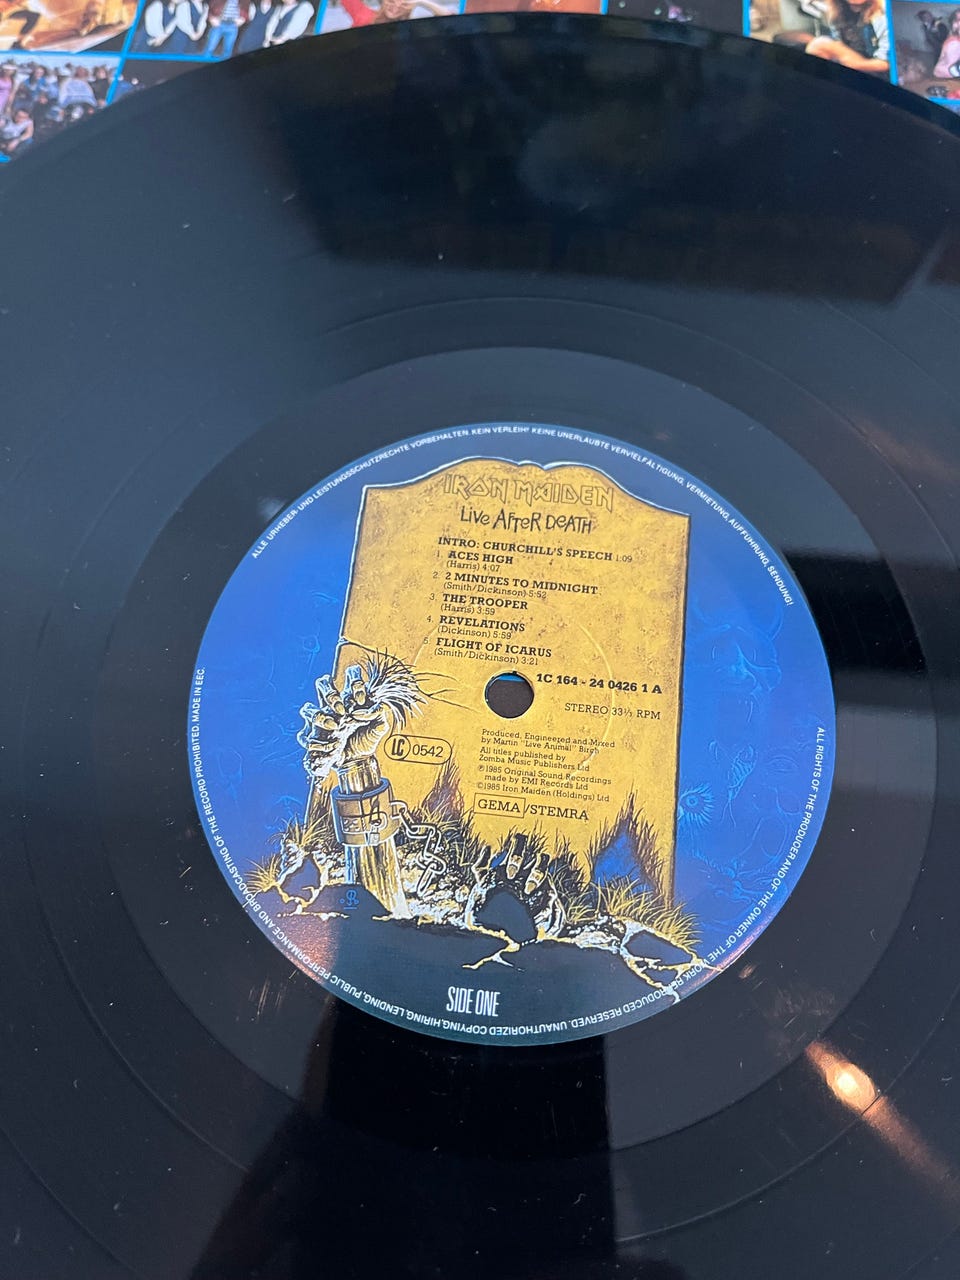 ALLE URHEBER- UND LEISTUNGSSCHUTZRECHTE VORBEHALTEN. KEIN VERLEIH! KEINE UNERLAUBTE VERVIELFÄLTIGUNG, VERMIETUNG, AUFFÜHRUNG, SENDUNG!
IRON MAIDEN
LIVE AFTER DEATH
INTRO: CHURCHILL'S SPEECH 1:09
1. ACES HIGH
(Harris) 4:07
2. 2 MINUTES TO MIDNIGHT
(Smith/Dickinson) 5:52
3. THE TROOPER
(Harris) 3:59
4. REVELATIONS
(Dickinson) 5:59
5. FLIGHT OF ICARUS
(Smith/Dickinson) 3:21
1C 164-24 0426 1 A
STEREO 33⅓ RPM
LC 0542
Produced, Engineered and Mixed
by Martin "Live Animal" Birch
All titles published by
Zomba Music Publishers Ltd
℗1985 Original Sound Recordings
made by EMI Records Ltd
©1985 Iron Maiden (Holdings) Ltd
GEMA/STEMRA
SIDE ONE
ALL RIGHTS OF THE PRODUCER AND OF THE OWNER OF THE WORK REPRODUCED RESERVED. UNAUTHORIZED COPYING, HIRING, LENDING, PUBLIC PERFORMANCE AND BROADCASTING OF THE RECORD PROHIBITED. MADE IN EEC.